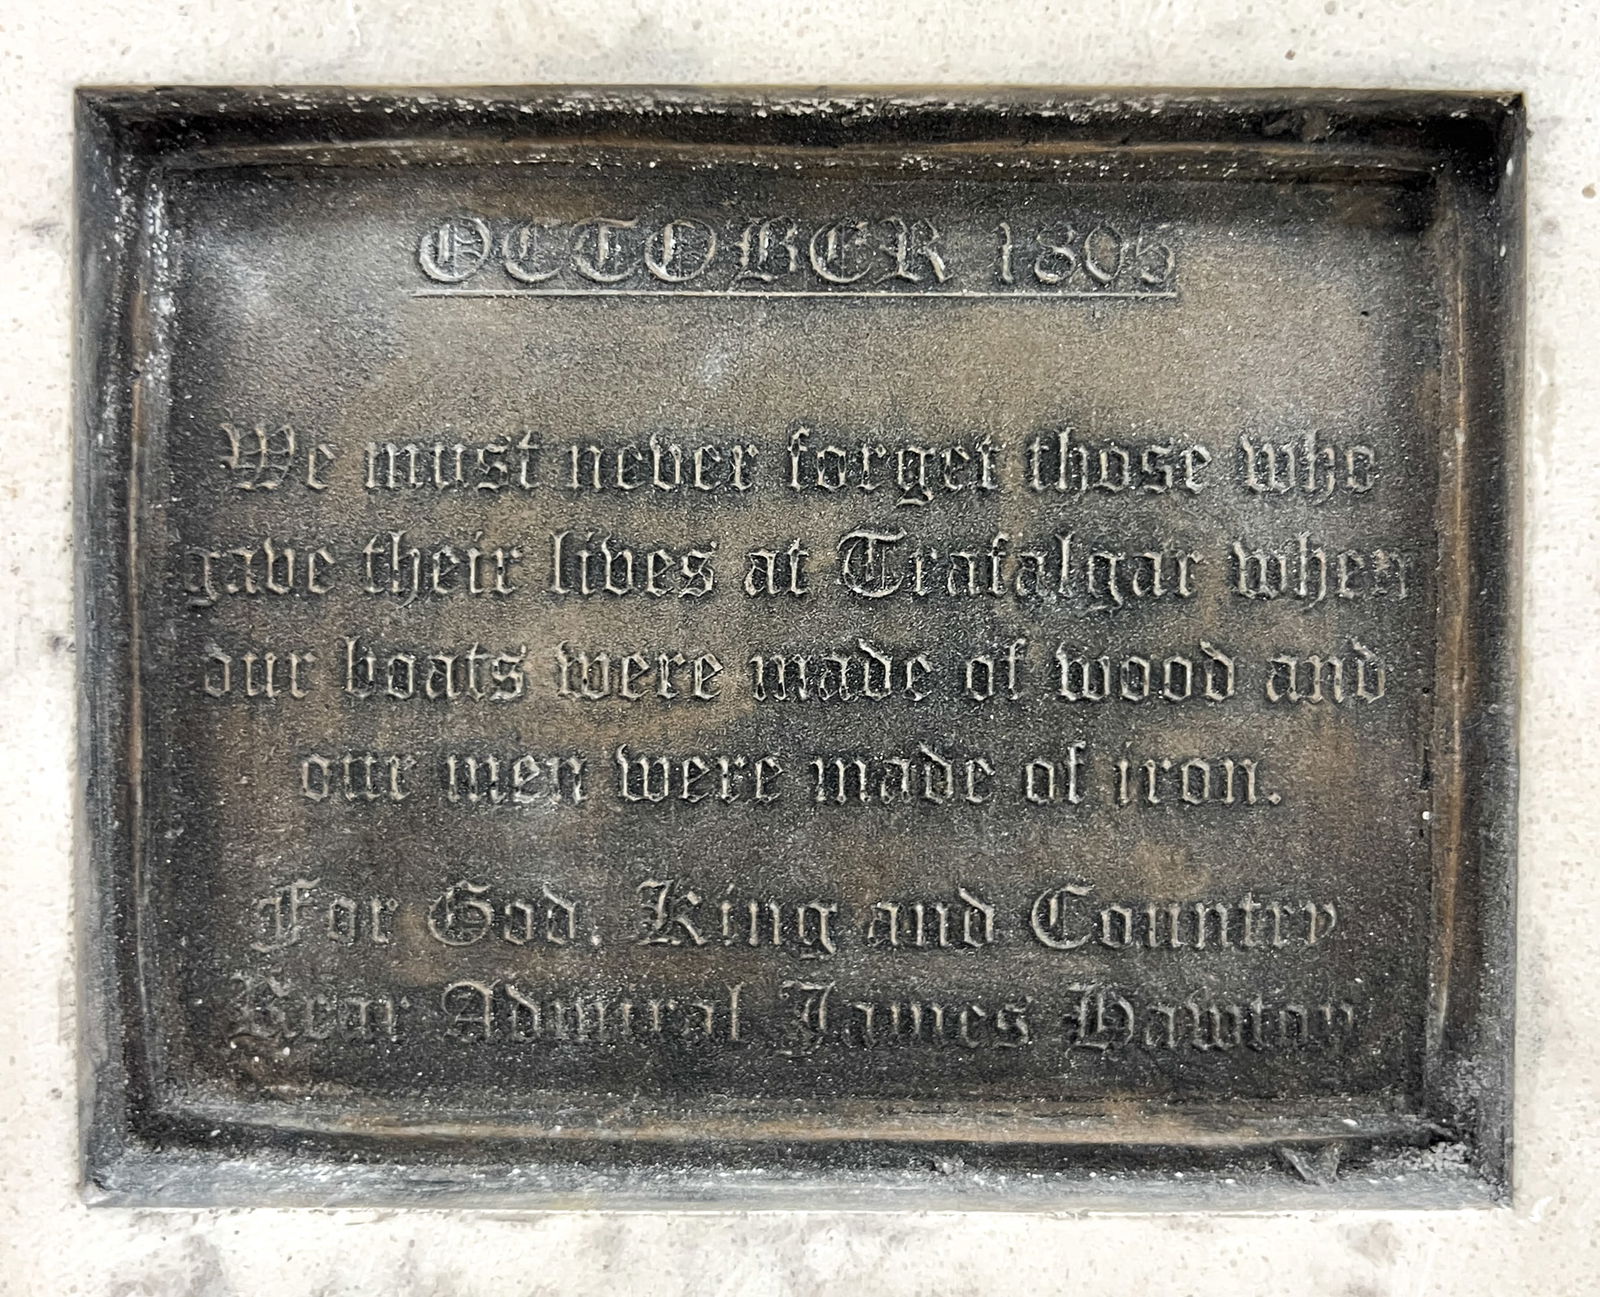 OCTOBER 1805
We must never forget those who
gave their lives at Trafalgar when
our boats were made of wood and
our men were made of iron.
For God, King and Country
Rear Admiral James Hawtay